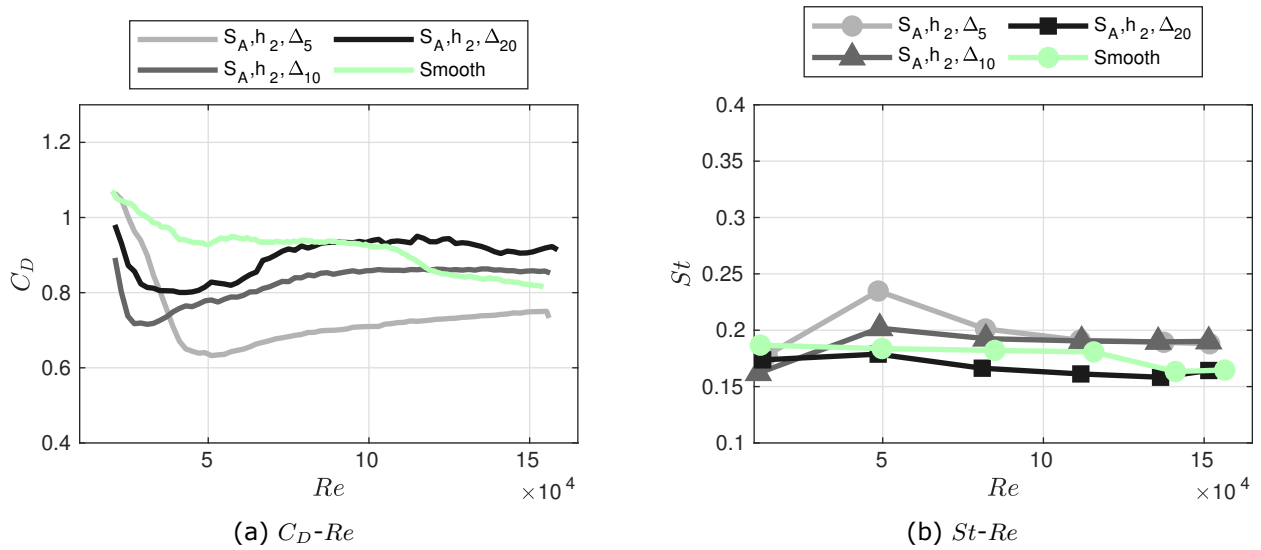 S_A,h_2,Δ_5 S_A,h_2,Δ_20
S_A,h_2,Δ_10 Smooth
1.2
1
0.8
0.6
0.4
C_D
5 10 15
Re ×10^4
(a) C_D-Re
S_A,h_2,Δ_5 S_A,h_2,Δ_20
S_A,h_2,Δ_10 Smooth
0.4
0.35
0.3
0.25
0.2
0.15
0.1
St
5 10 15
Re ×10^4
(b) St-Re